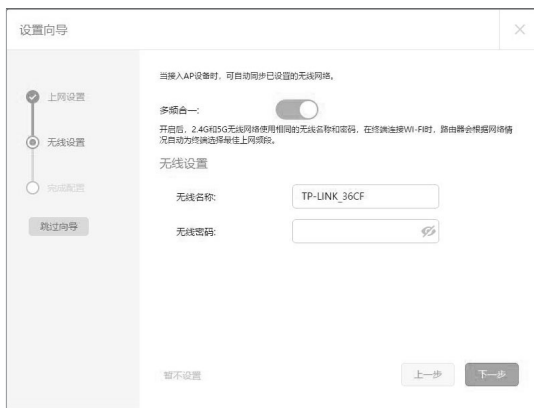 设置向导
上网设置
无线设置
完成配置
跳过向导
当接入AP设备时，可自动同步已设置的无线网络。
多频合一:
开启后，2.4G和5G无线网络使用相同的无线名称和密码，在终端连接WI-FI时，路由器会根据网络情
况自动为终端选择最佳上网频段。
无线设置
无线名称: TP-LINK_36CF
无线密码:
暂不设置 上一步 下一步